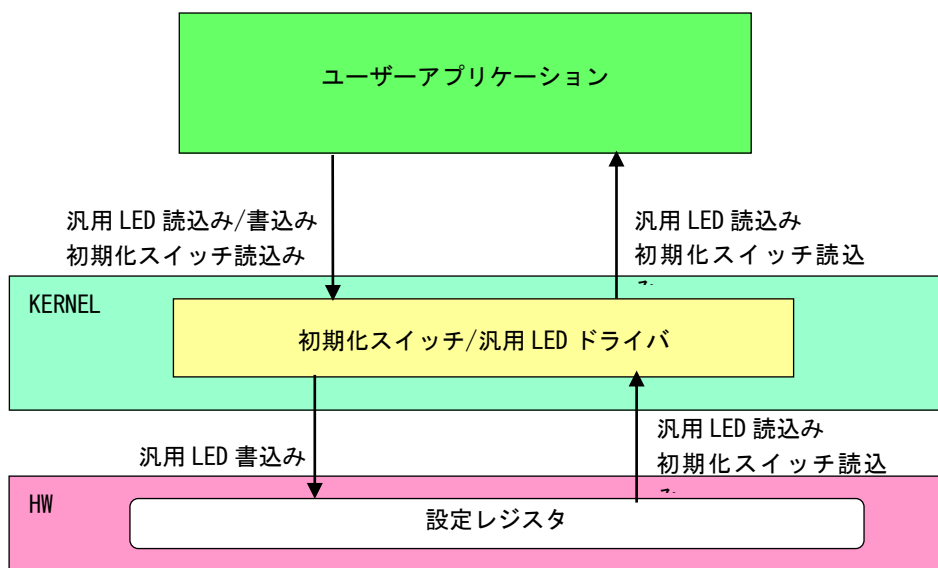 ユーザーアプリケーション
汎用 LED 読込み/書込み
初期化スイッチ読込み
汎用 LED 読込み
初期化スイッチ読込
KERNEL
初期化スイッチ/汎用 LED ドライバ
汎用 LED 書込み
汎用 LED 読込み
初期化スイッチ読込
HW
設定レジスタ